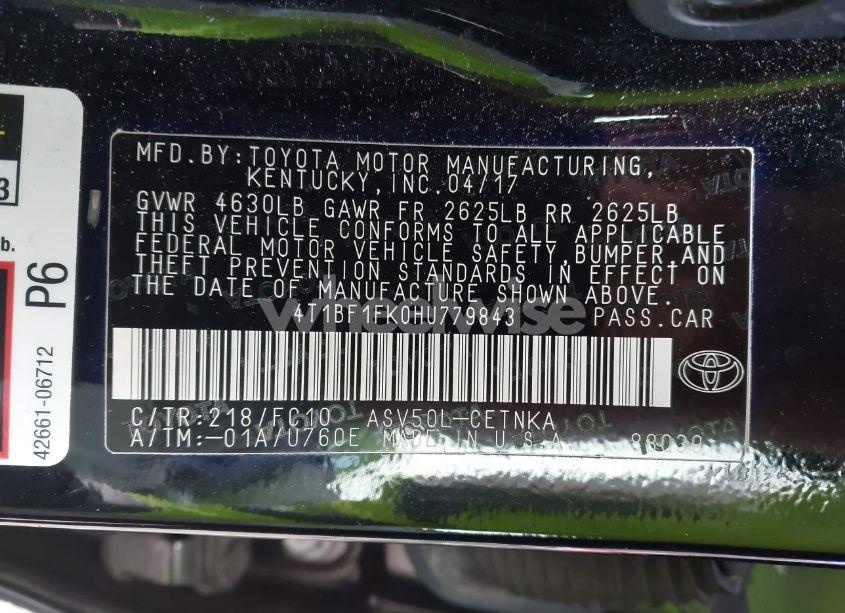 MFD.BY:TOYOTA MOTOR MANUFACTURING,
KENTUCKY,INC.04/17
GVWR 4630LB GAWR FR 2625LB RR 2625LB
THIS VEHICLE CONFORMS TO ALL APPLICABLE
FEDERAL MOTOR VEHICLE SAFETY,BUMPER,AND
THEFT PREVENTION STANDARDS IN EFFECT ON
THE DATE OF MANUFACTURE SHOWN ABOVE.
4T1BF1FK0HU779843 PASS.CAR
wheelwise
C/TR:218/FC10 ASV50L-CETNKA
A/TM:-01A/U760E MADE IN U.S.A
3
b.
P6
42661-06712